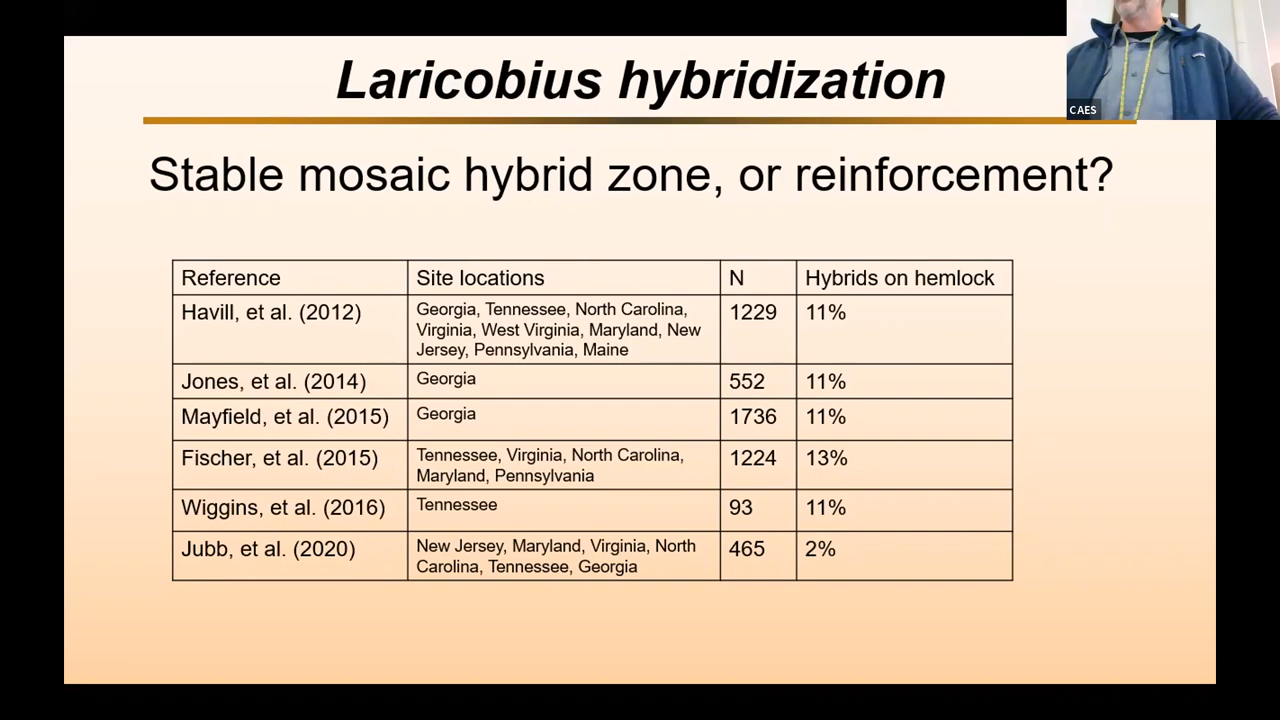 Laricobius hybridization
CAES
Stable mosaic hybrid zone, or reinforcement?
Reference Site locations N Hybrids on hemlock
Havill, et al. (2012) Georgia, Tennessee, North Carolina, 1229 11%
Virginia, West Virginia, Maryland, New
Jersey, Pennsylvania, Maine
Jones, et al. (2014) Georgia 552 11%
Mayfield, et al. (2015) Georgia 1736 11%
Fischer, et al. (2015) Tennessee, Virginia, North Carolina, 1224 13%
Maryland, Pennsylvania
Wiggins, et al. (2016) Tennessee 93 11%
Jubb, et al. (2020) New Jersey, Maryland, Virginia, North 465 2%
Carolina, Tennessee, Georgia